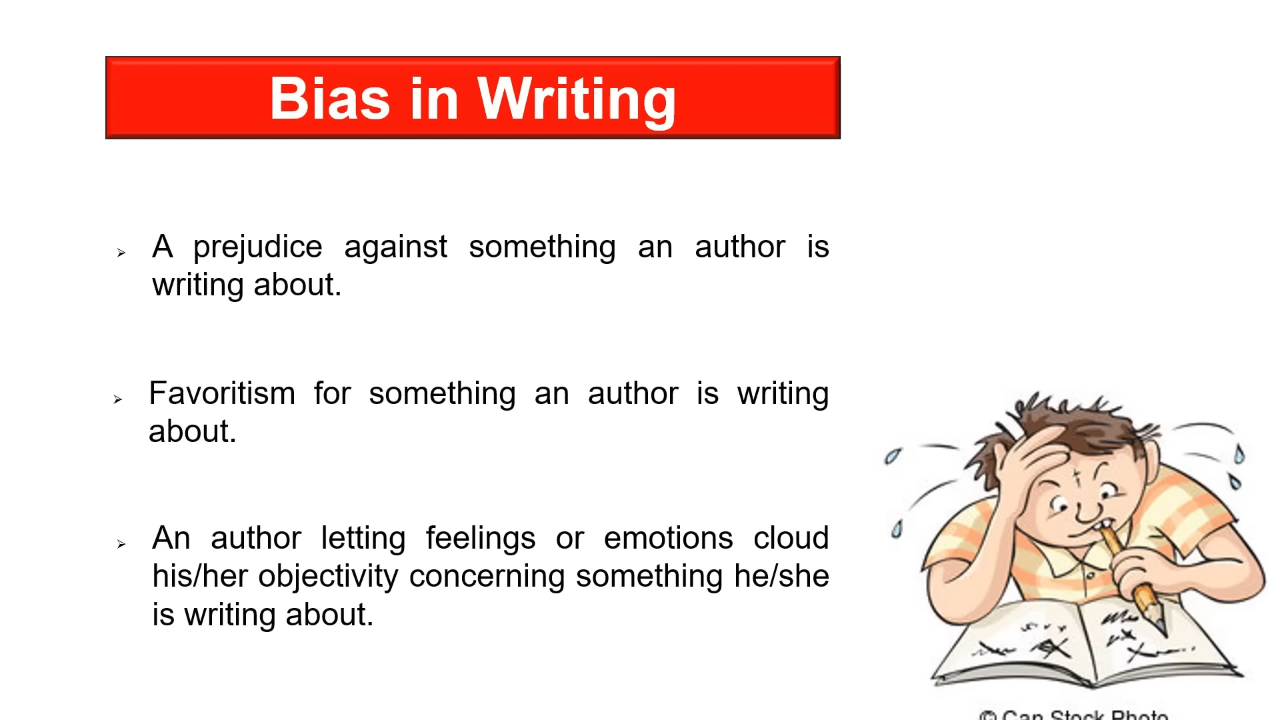 Bias in Writing
A prejudice against something an author is
writing about.
Favoritism for something an author is writing
about.
An author letting feelings or emotions cloud
his/her objectivity concerning something he/she
is writing about.
© Can Stock Photo